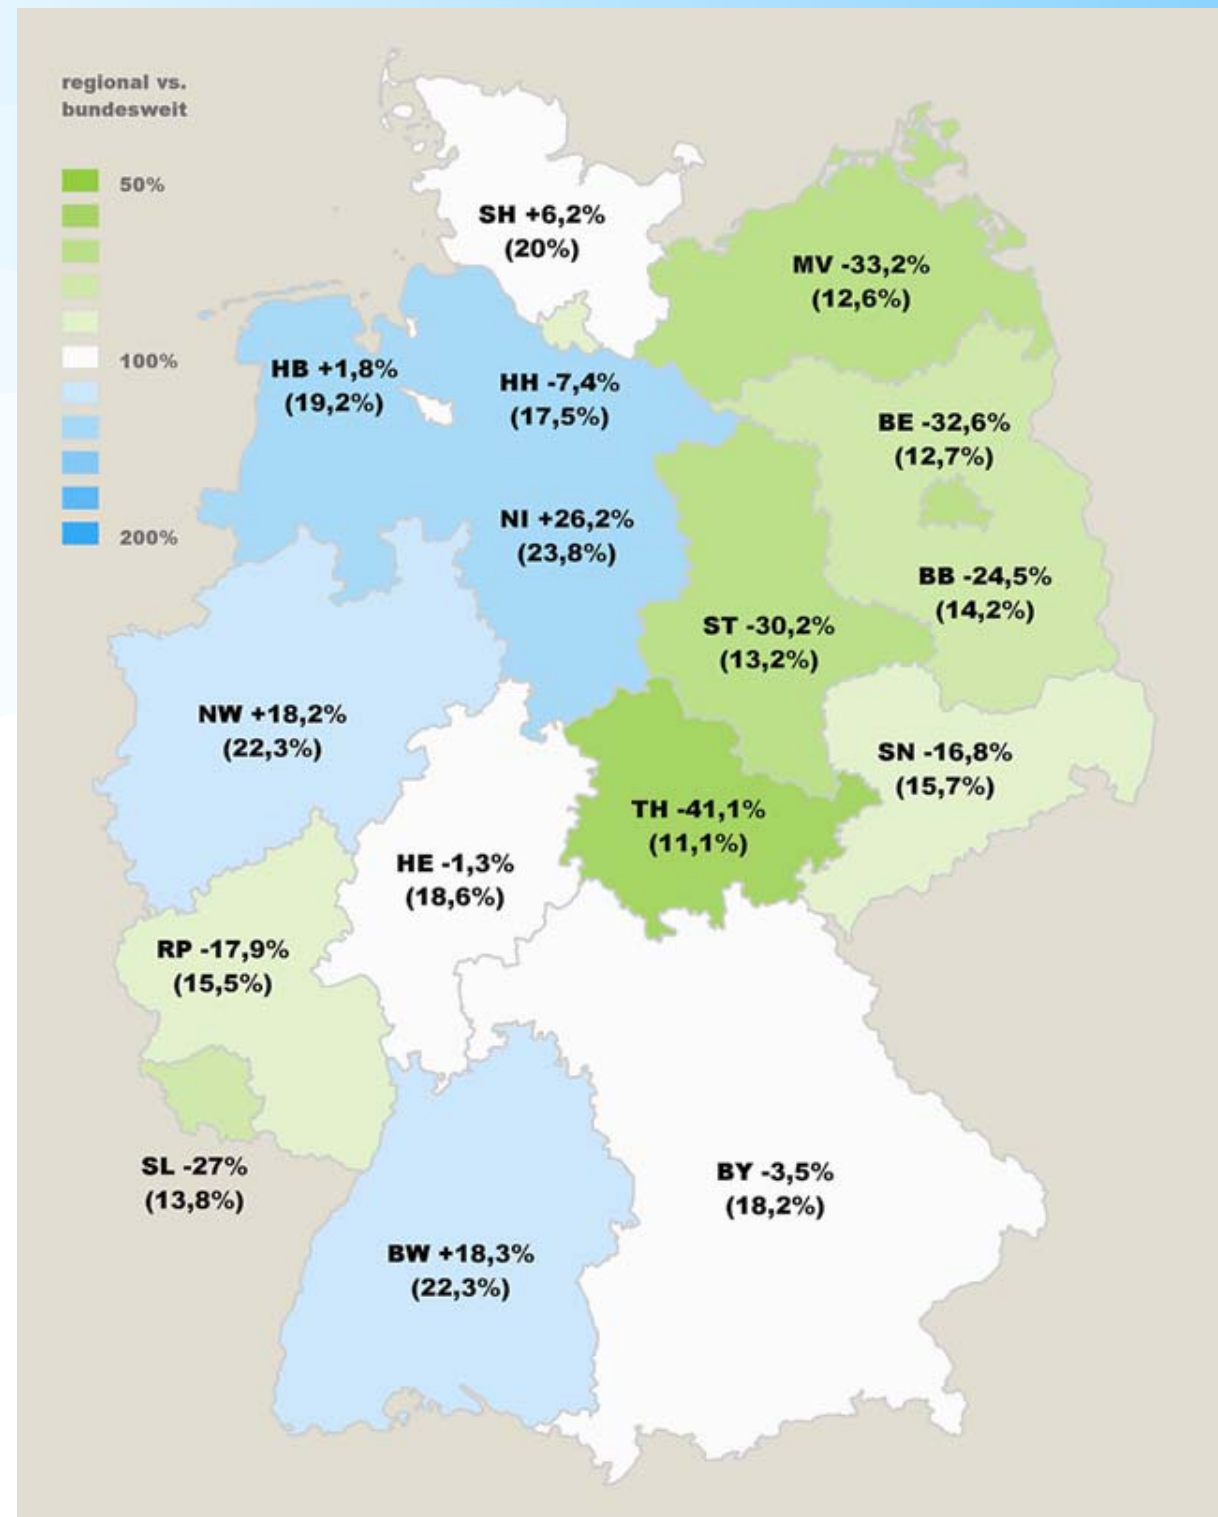 regional vs.
bundesweit
50%
100%
200%
SH +6,2%
(20%)
MV -33,2%
(12,6%)
HB +1,8%
(19,2%)
HH -7,4%
(17,5%)
BE -32,6%
(12,7%)
NI +26,2%
(23,8%)
BB -24,5%
(14,2%)
ST -30,2%
(13,2%)
NW +18,2%
(22,3%)
SN -16,8%
(15,7%)
TH -41,1%
(11,1%)
HE -1,3%
(18,6%)
RP -17,9%
(15,5%)
SL -27%
(13,8%)
BY -3,5%
(18,2%)
BW +18,3%
(22,3%)